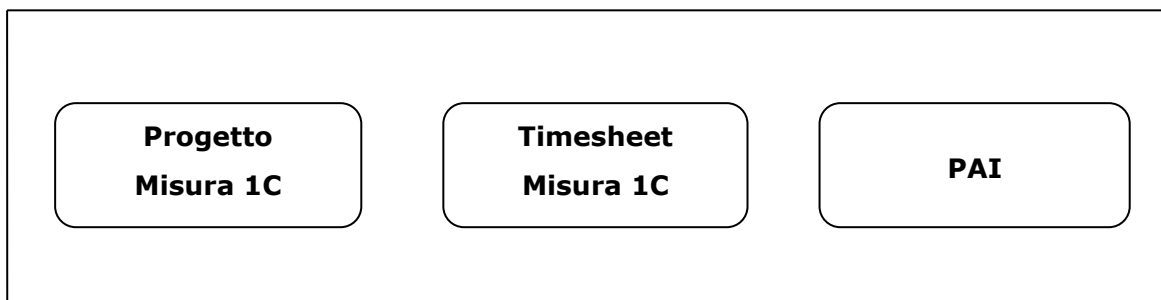 Progetto
Misura 1C
Timesheet
Misura 1C
PAI